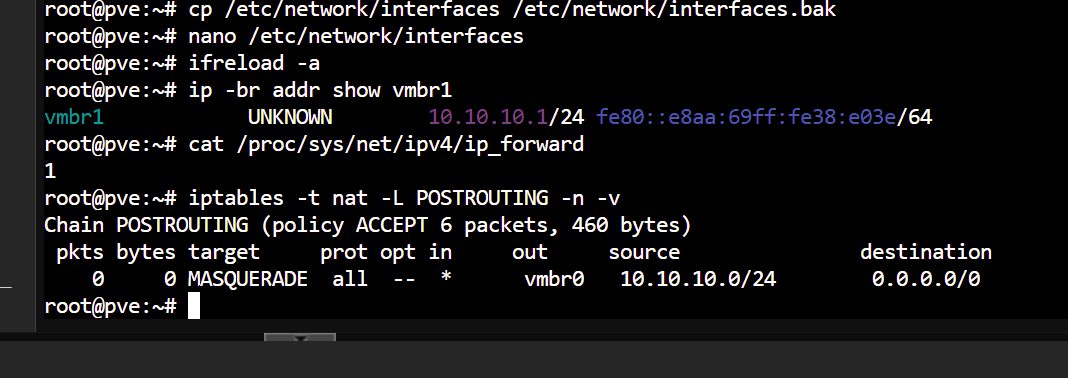 root@pve:~# cp /etc/network/interfaces /etc/network/interfaces.bak
root@pve:~# nano /etc/network/interfaces
root@pve:~# ifreload -a
root@pve:~# ip -br addr show vmbr1
vmbr1            UNKNOWN        10.10.10.1/24 fe80::e8aa:69ff:fe38:e03e/64
root@pve:~# cat /proc/sys/net/ipv4/ip_forward
1
root@pve:~# iptables -t nat -L POSTROUTING -n -v
Chain POSTROUTING (policy ACCEPT 6 packets, 460 bytes)
 pkts bytes target     prot opt in     out     source               destination
    0     0 MASQUERADE  all  --  *      vmbr0   10.10.10.0/24        0.0.0.0/0
root@pve:~#